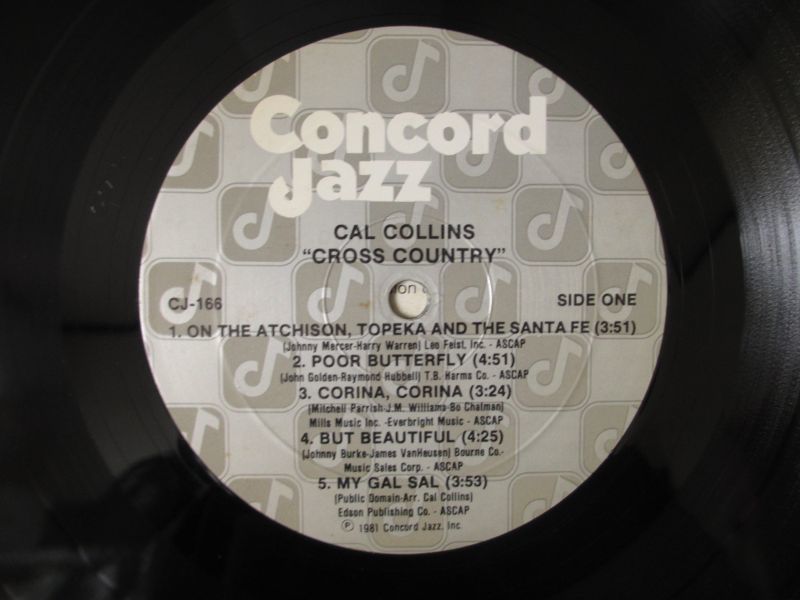 Concord
Jazz
CAL COLLINS
"CROSS COUNTRY"
ion
CJ-166
SIDE ONE
1. ON THE ATCHISON, TOPEKA AND THE SANTA FE (3:51)
(Johnny Mercer-Harry Warren) Leo Feist, Inc. - ASCAP
2. POOR BUTTERFLY (4:51)
(John Golden-Raymond Hubbell) T.B. Harms Co. - ASCAP
3. CORINA, CORINA (3:24)
(Mitchell Parrish-J.M. Williams-Bo Chatman)
Mills Music Inc. -Everbright Music - ASCAP
4. BUT BEAUTIFUL (4:25)
(Johnny Burke-James VanHeusen) Bourne Co.-
Music Sales Corp. - ASCAP
5. MY GAL SAL (3:53)
(Public Domain-Arr. Cal Collins)
Edson Publishing Co. - ASCAP
℗ 1981 Concord Jazz, Inc.